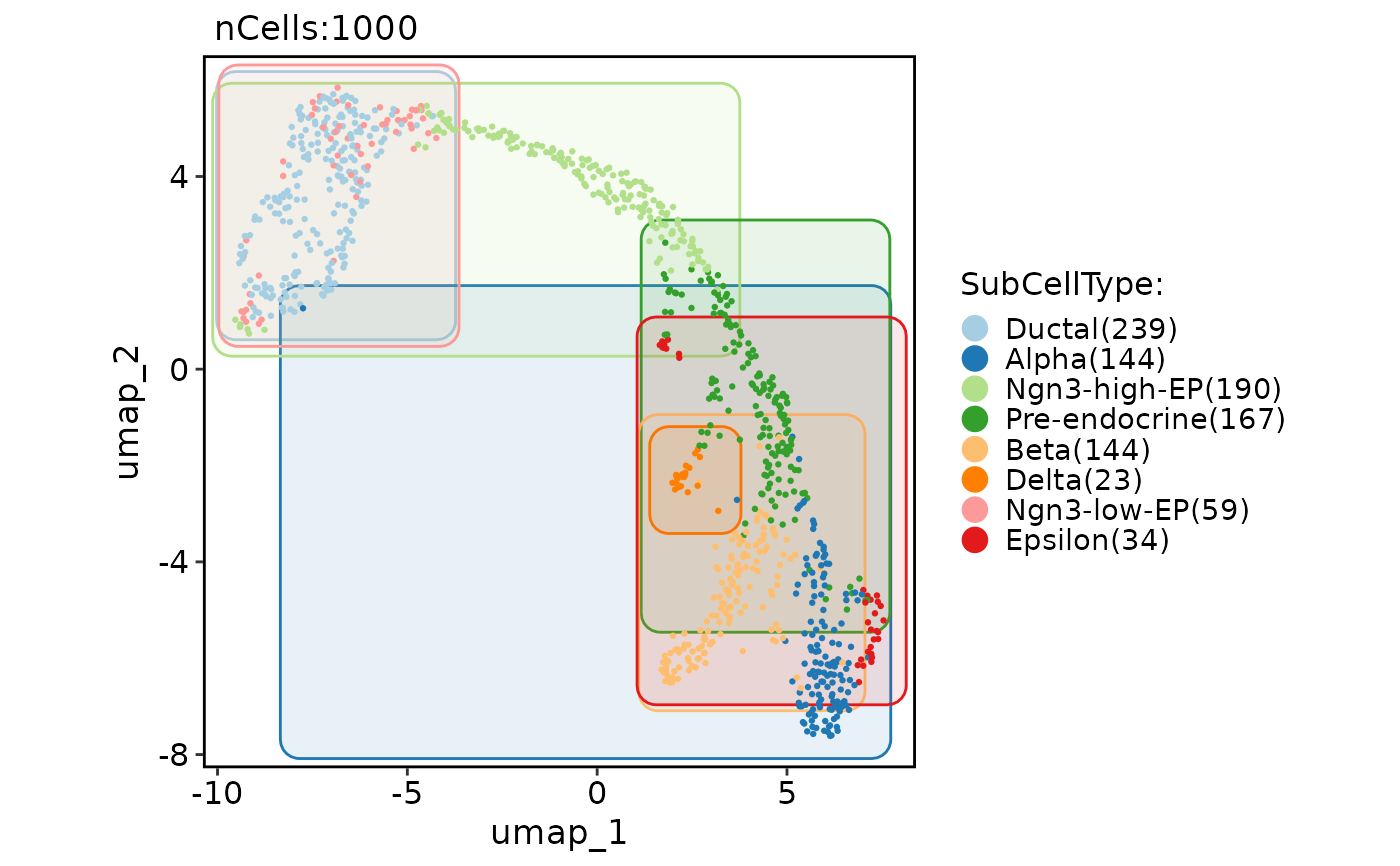 nCells:1000
4
0
-4
-8
umap_2
-10
-5
0
5
umap_1
SubCellType:
Ductal(239)
Alpha(144)
Ngn3-high-EP(190)
Pre-endocrine(167)
Beta(144)
Delta(23)
Ngn3-low-EP(59)
Epsilon(34)